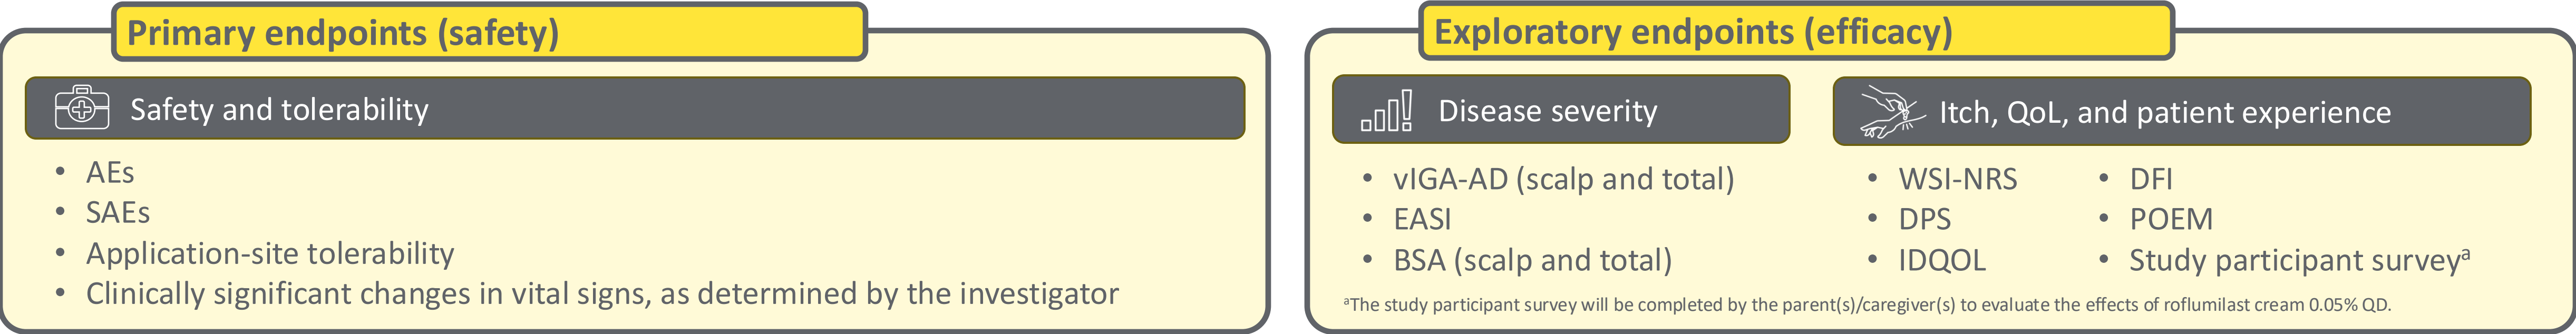 Primary endpoints (safety)
Safety and tolerability
• AEs
• SAEs
• Application-site tolerability
• Clinically significant changes in vital signs, as determined by the investigator
Exploratory endpoints (efficacy)
Disease severity
• vIGA-AD (scalp and total)
• EASI
• BSA (scalp and total)
Itch, QoL, and patient experience
• WSI-NRS
• DPS
• IDQOL
• DFI
• POEM
• Study participant surveyᵃ
ᵃThe study participant survey will be completed by the parent(s)/caregiver(s) to evaluate the effects of roflumilast cream 0.05% QD.